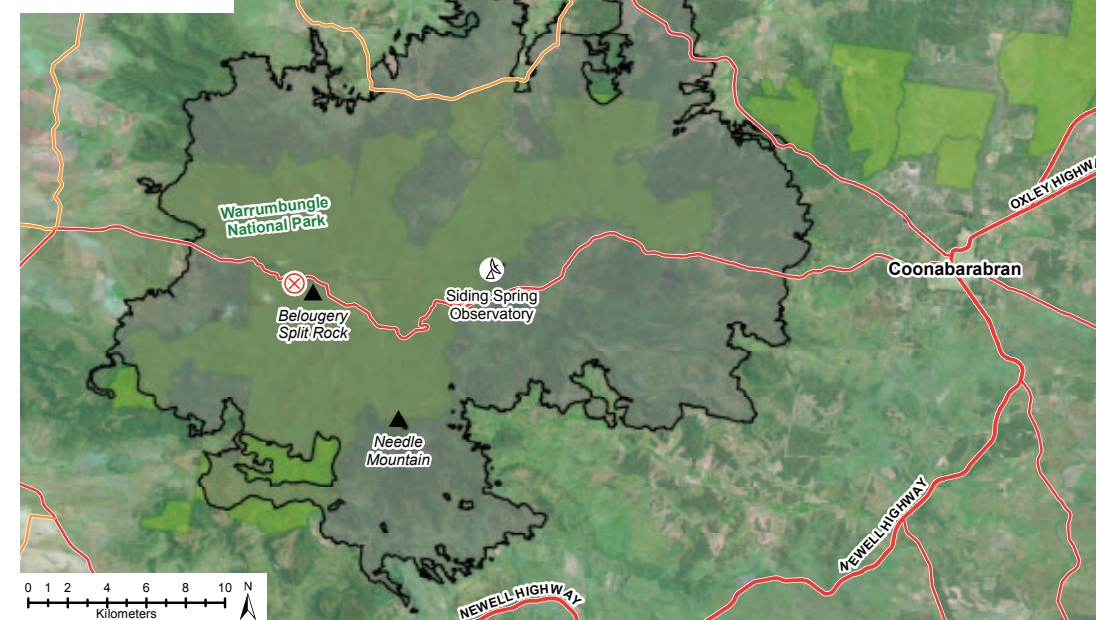 OXLEY HIGHWA
Warrumbungle
National Park
Coonabarabran
Siding Spring
Observatory
Belougery
Split Rock
Needle
Mountain
NEWELL HIGHWAY
NEWELL HIGHWAY
0 1 2 4 6 8 10
Kilometers
N